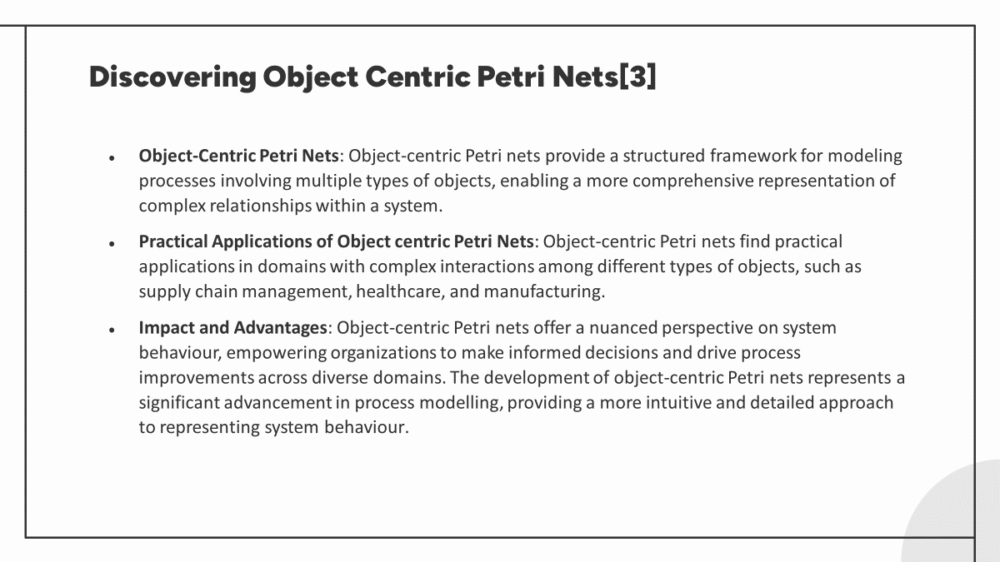 Discovering Object Centric Petri Nets[3]
• Object-Centric Petri Nets: Object-centric Petri nets provide a structured framework for modeling
processes involving multiple types of objects, enabling a more comprehensive representation of
complex relationships within a system.
• Practical Applications of Object centric Petri Nets: Object-centric Petri nets find practical
applications in domains with complex interactions among different types of objects, such as
supply chain management, healthcare, and manufacturing.
• Impact and Advantages: Object-centric Petri nets offer a nuanced perspective on system
behaviour, empowering organizations to make informed decisions and drive process
improvements across diverse domains. The development of object-centric Petri nets represents a
significant advancement in process modelling, providing a more intuitive and detailed approach
to representing system behaviour.